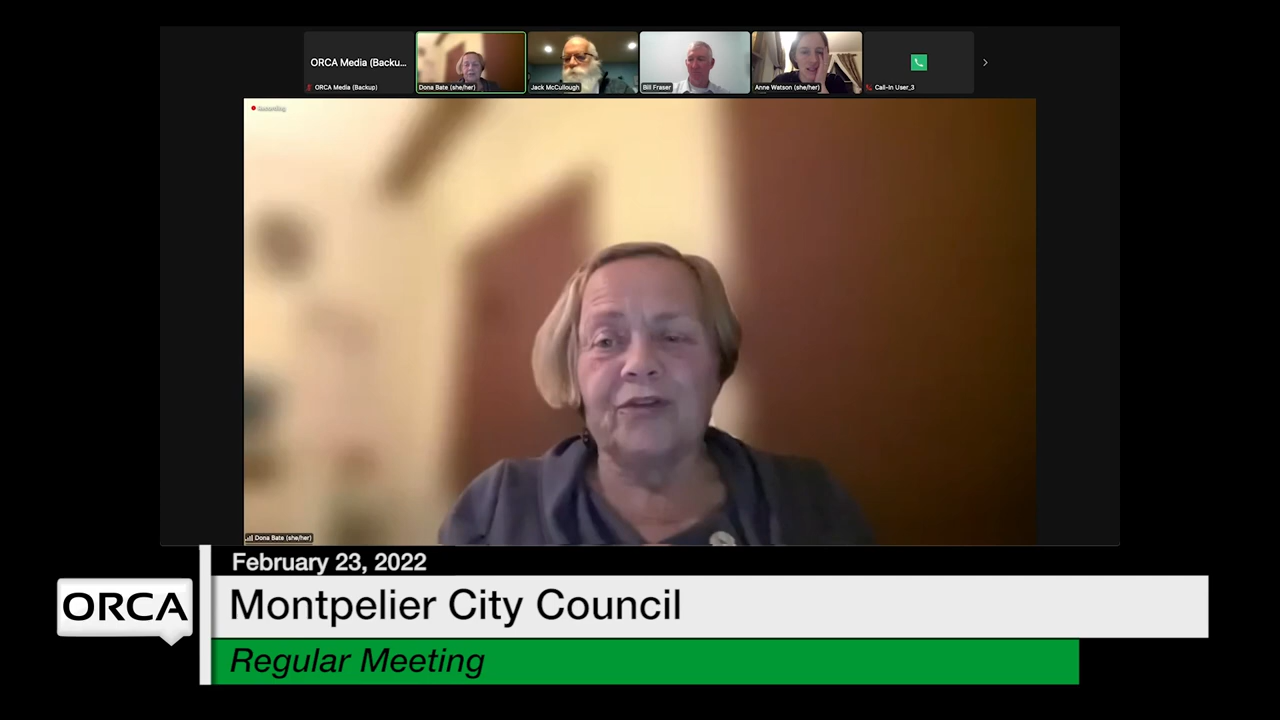 ORCA Media (Backu...
ORCA Media (Backup)
Dona Bate (she/her)
Jack McCullough
Bill Fraser
Anne Watson (she/her)
Call-In User_3
Recording
Dona Bate (she/her)
February 23, 2022
ORCA
Montpelier City Council
Regular Meeting